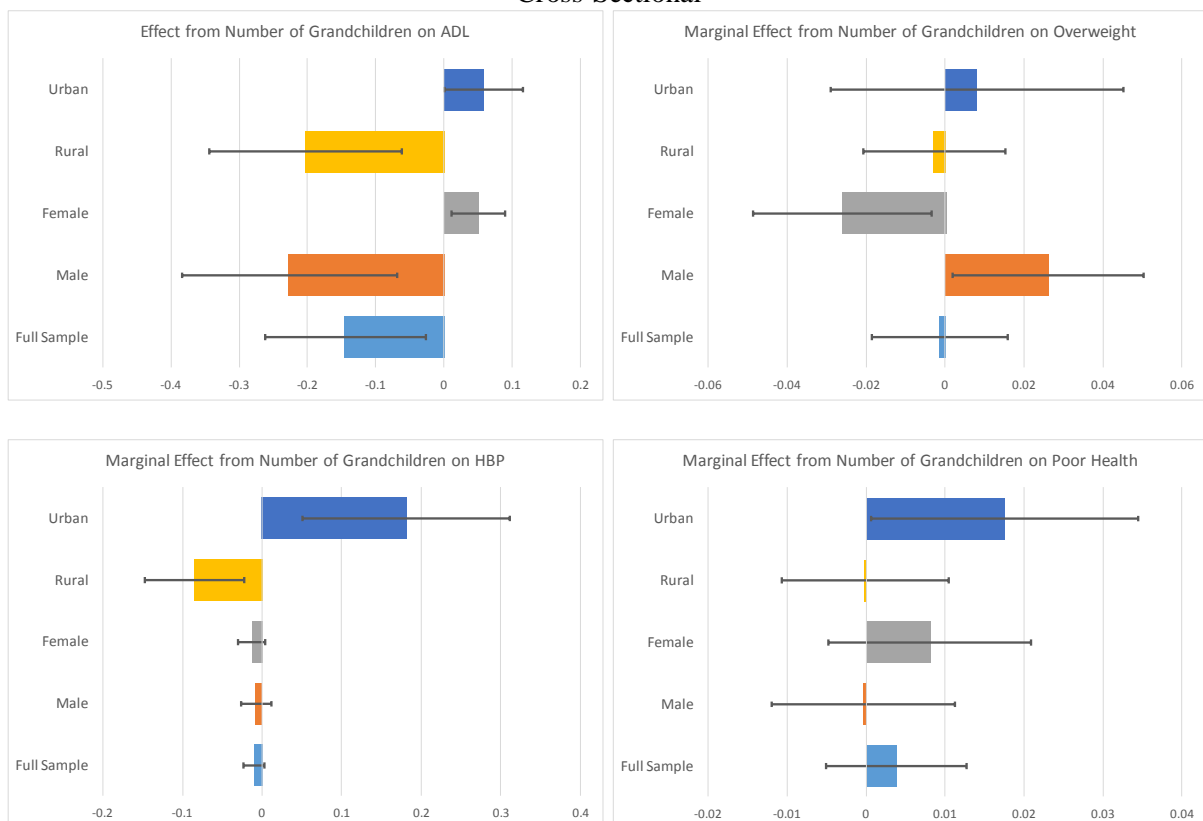 Cross-Sectional
Effect from Number of Grandchildren on ADL
Urban
Rural
Female
Male
Full Sample
-0.5 -0.4 -0.3 -0.2 -0.1 0 0.1 0.2
Marginal Effect from Number of Grandchildren on Overweight
Urban
Rural
Female
Male
Full Sample
-0.06 -0.04 -0.02 0 0.02 0.04 0.06
Marginal Effect from Number of Grandchildren on HBP
Urban
Rural
Female
Male
Full Sample
-0.2 -0.1 0 0.1 0.2 0.3 0.4
Marginal Effect from Number of Grandchildren on Poor Health
Urban
Rural
Female
Male
Full Sample
-0.02 -0.01 0 0.01 0.02 0.03 0.04